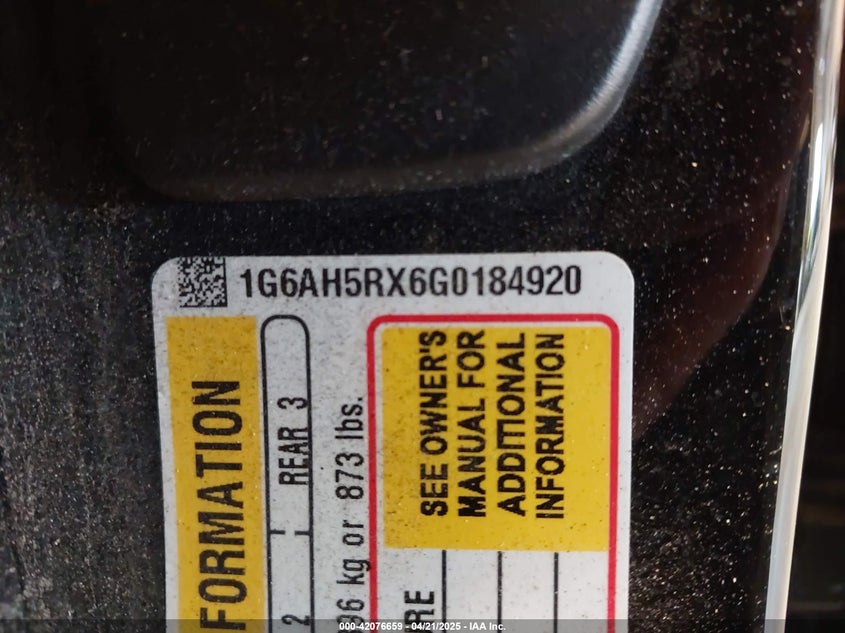 1G6AH5RX6G0184920
FORMATION
2
REAR 3
6 kg or 873 lbs.
SEE OWNER'S
MANUAL FOR
ADDITIONAL
INFORMATION
RE
000-42076659 - 04/21/2025 - IAA Inc.